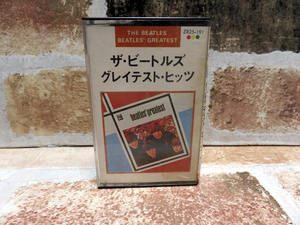 THE BEATLES
BEATLES' GREATEST
ZR25-191
ザ・ビートルズ
グレイテスト・ヒッツ
beatles' greatest